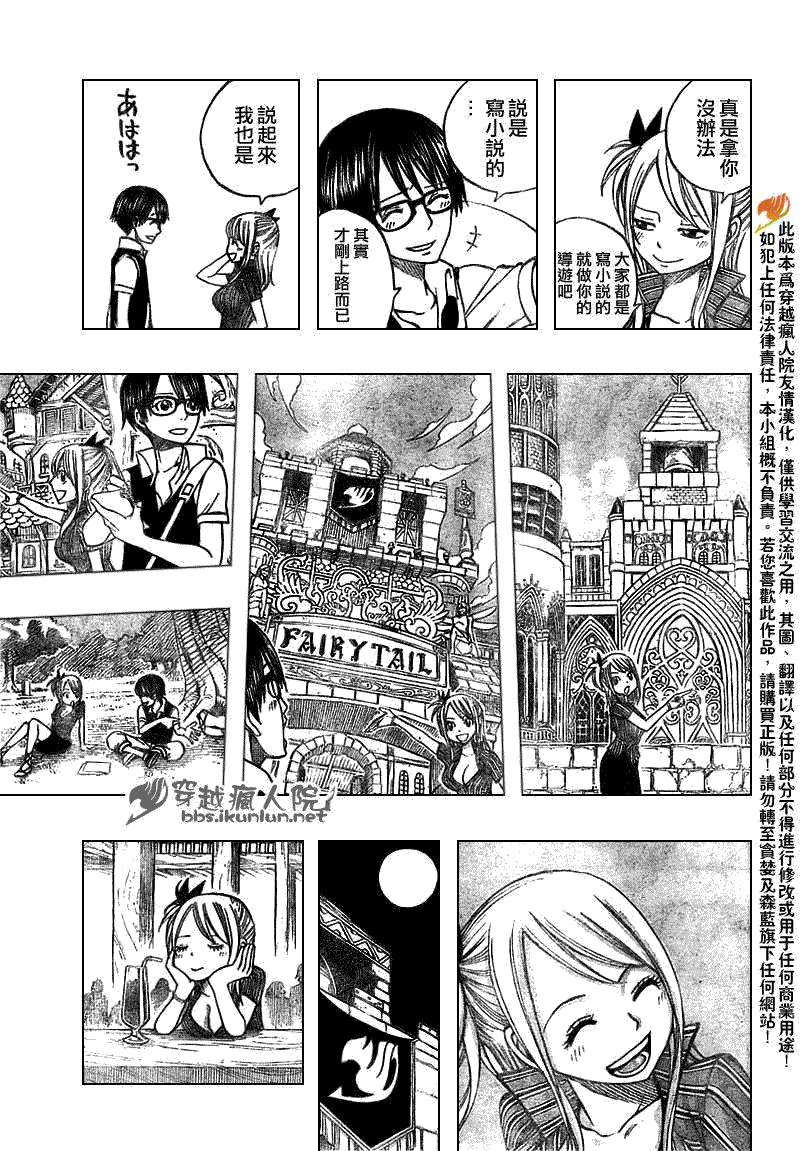 真是拿你
沒辦法
大家都是
寫小説的
就做你的
導遊吧
説是
寫小説的
…
其實
才剛上路而已
説起來
我也是
あははっ
FAIRY TAIL
穿越瘋人院
bbs.ikunlun.net
此版本爲穿越瘋人院友情漢化，僅供學習交流之用，其圖、翻譯以及任何部分不得進行修改或用于任何商業用途！
如犯上任何法律責任，本小組概不負責。若您喜歡此作品，請購買正版！請勿轉至貪婪及森藍旗下任何網站！